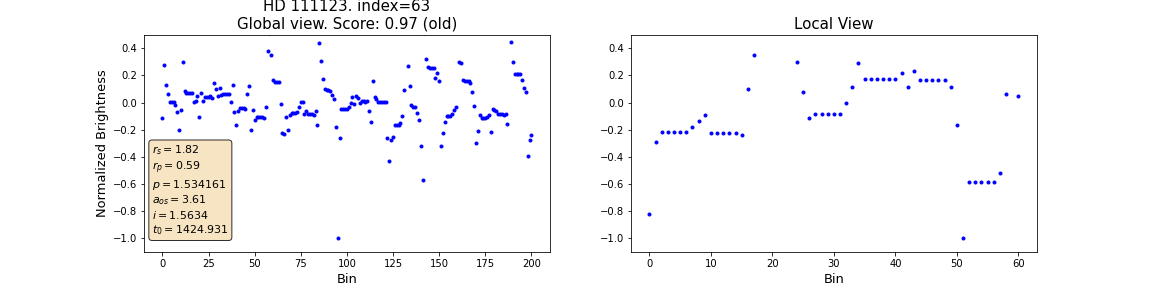 HD 111123. index=63
Global view. Score: 0.97 (old)
Local View
Normalized Brightness
0.4
0.2
0.0
−0.2
−0.4
−0.6
−0.8
−1.0
r_s = 1.82
r_p = 0.59
p = 1.534161
a_os = 3.61
i = 1.5634
t_0 = 1424.931
0 25 50 75 100 125 150 175 200
Bin
0.4
0.2
0.0
−0.2
−0.4
−0.6
−0.8
−1.0
0 10 20 30 40 50 60
Bin